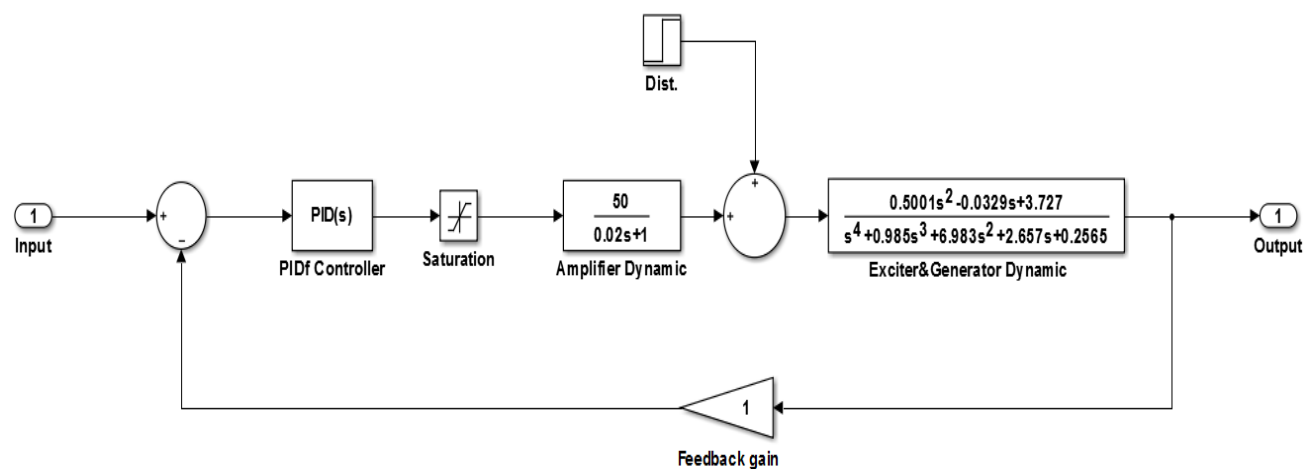 Dist.
1
Input
+
−
PID(s)
PIDf Controller
Saturation
50
0.02s+1
Amplifier Dynamic
+
+
0.5001s²-0.0329s+3.727
s⁴+0.985s³+6.983s²+2.657s+0.2565
Exciter&Generator Dynamic
1
Output
1
Feedback gain